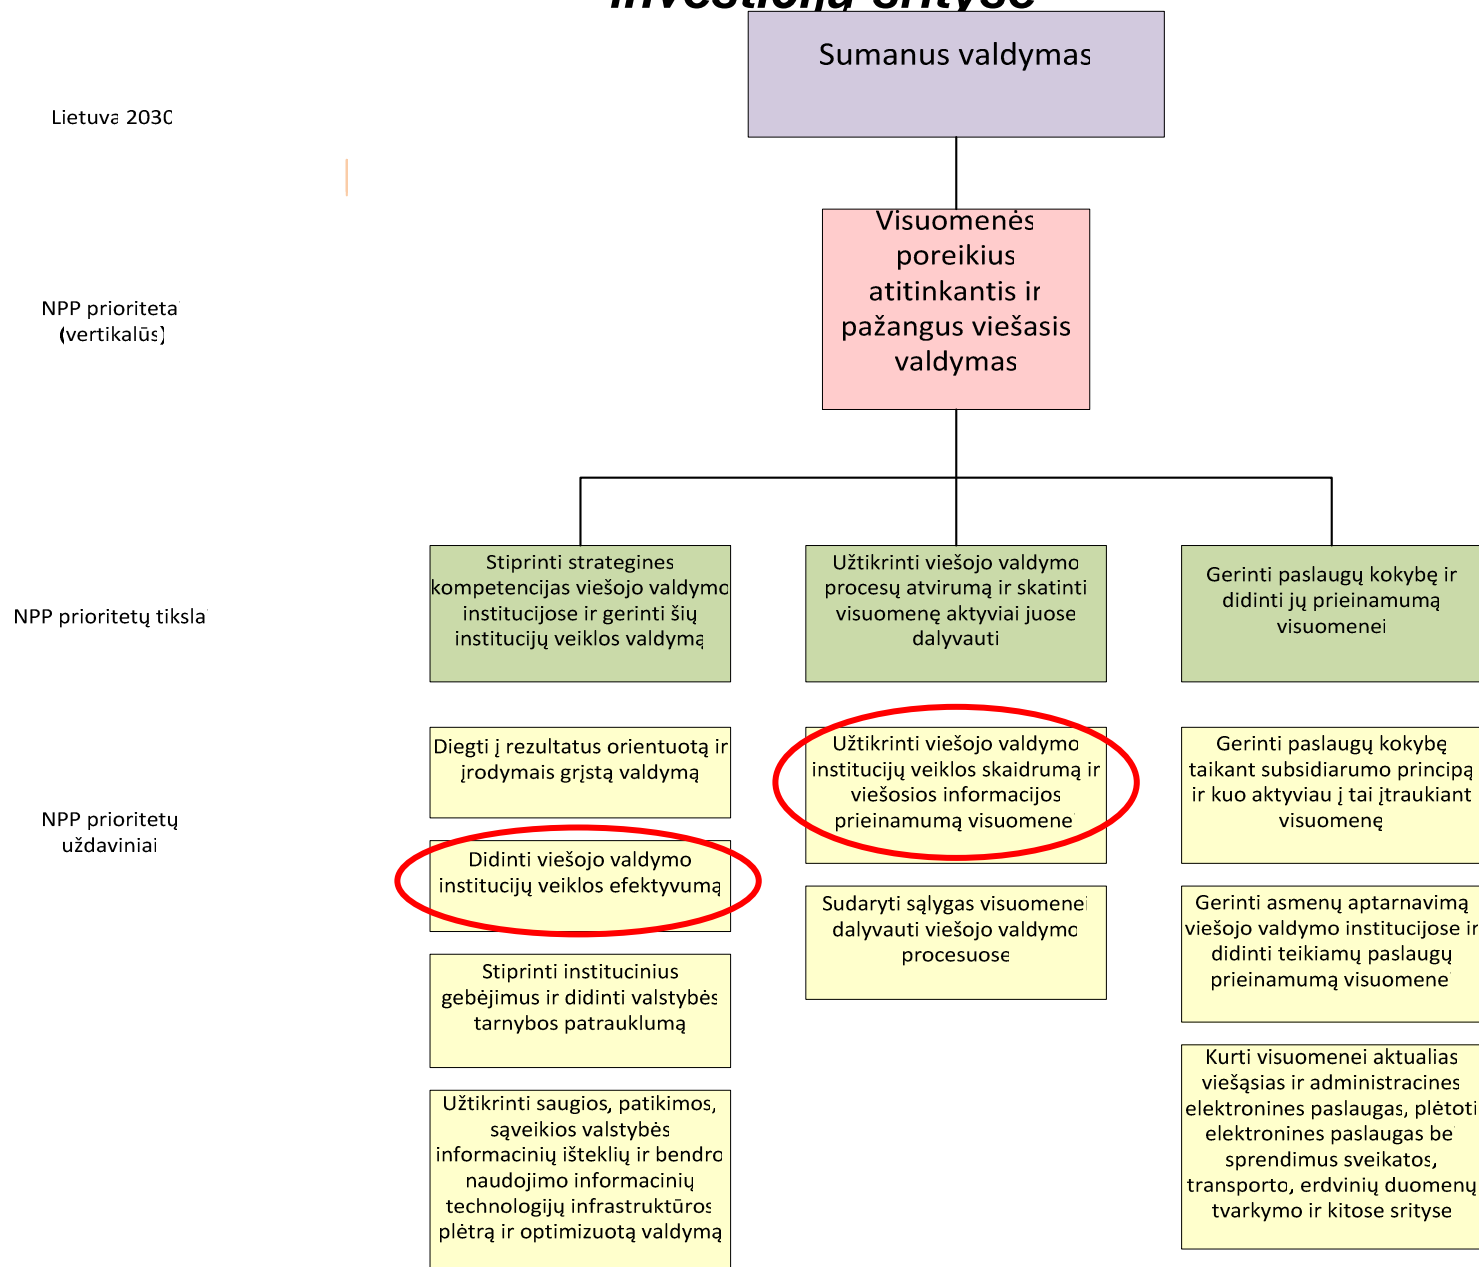 investicijų srityse
Sumanus valdymas
Lietuva 2030
Visuomenės
poreikius
atitinkantis ir
pažangus viešasis
valdymas
NPP prioriteta
(vertikalūs)
NPP prioritetų tiksla
Stiprinti strategines
kompetencijas viešojo valdymo
institucijose ir gerinti šių
institucijų veiklos valdymą
Užtikrinti viešojo valdymo
procesų atvirumą ir skatinti
visuomenę aktyviai juose
dalyvauti
Gerinti paslaugų kokybę ir
didinti jų prieinamumą
visuomenei
NPP prioritetų
uždaviniai
Diegti į rezultatus orientuotą ir
įrodymais grįstą valdymą
Didinti viešojo valdymo
institucijų veiklos efektyvumą
Stiprinti institucinius
gebėjimus ir didinti valstybės
tarnybos patrauklumą
Užtikrinti saugios, patikimos,
sąveikios valstybės
informacinių išteklių ir bendro
naudojimo informacinių
technologijų infrastruktūros
plėtrą ir optimizuotą valdymą
Užtikrinti viešojo valdymo
institucijų veiklos skaidrumą ir
viešosios informacijos
prieinamumą visuomene
Sudaryti sąlygas visuomenei
dalyvauti viešojo valdymo
procesuose
Gerinti paslaugų kokybę
taikant subsidiarumo principą
ir kuo aktyviau į tai įtraukiant
visuomenę
Gerinti asmenų aptarnavimą
viešojo valdymo institucijose ir
didinti teikiamų paslaugų
prieinamumą visuomene
Kurti visuomenei aktualias
viešąsias ir administracines
elektronines paslaugas, plėtoti
elektronines paslaugas be
sprendimus sveikatos,
transporto, erdvinių duomenų
tvarkymo ir kitose srityse